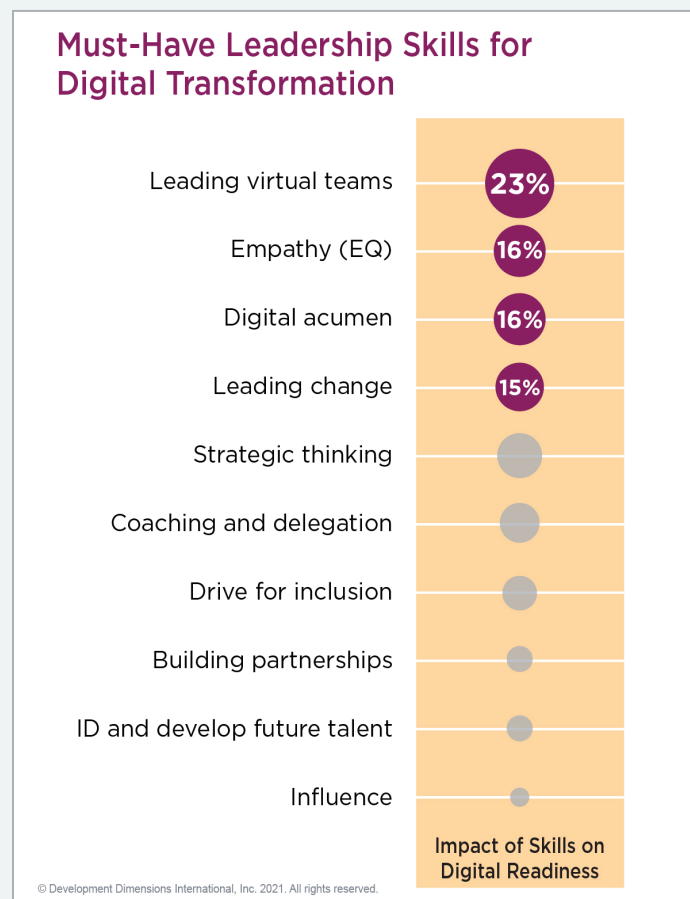 Must-Have Leadership Skills for
Digital Transformation
Leading virtual teams 23%
Empathy (EQ) 16%
Digital acumen 16%
Leading change 15%
Strategic thinking
Coaching and delegation
Drive for inclusion
Building partnerships
ID and develop future talent
Influence
Impact of Skills on
Digital Readiness
© Development Dimensions International, Inc. 2021. All rights reserved.